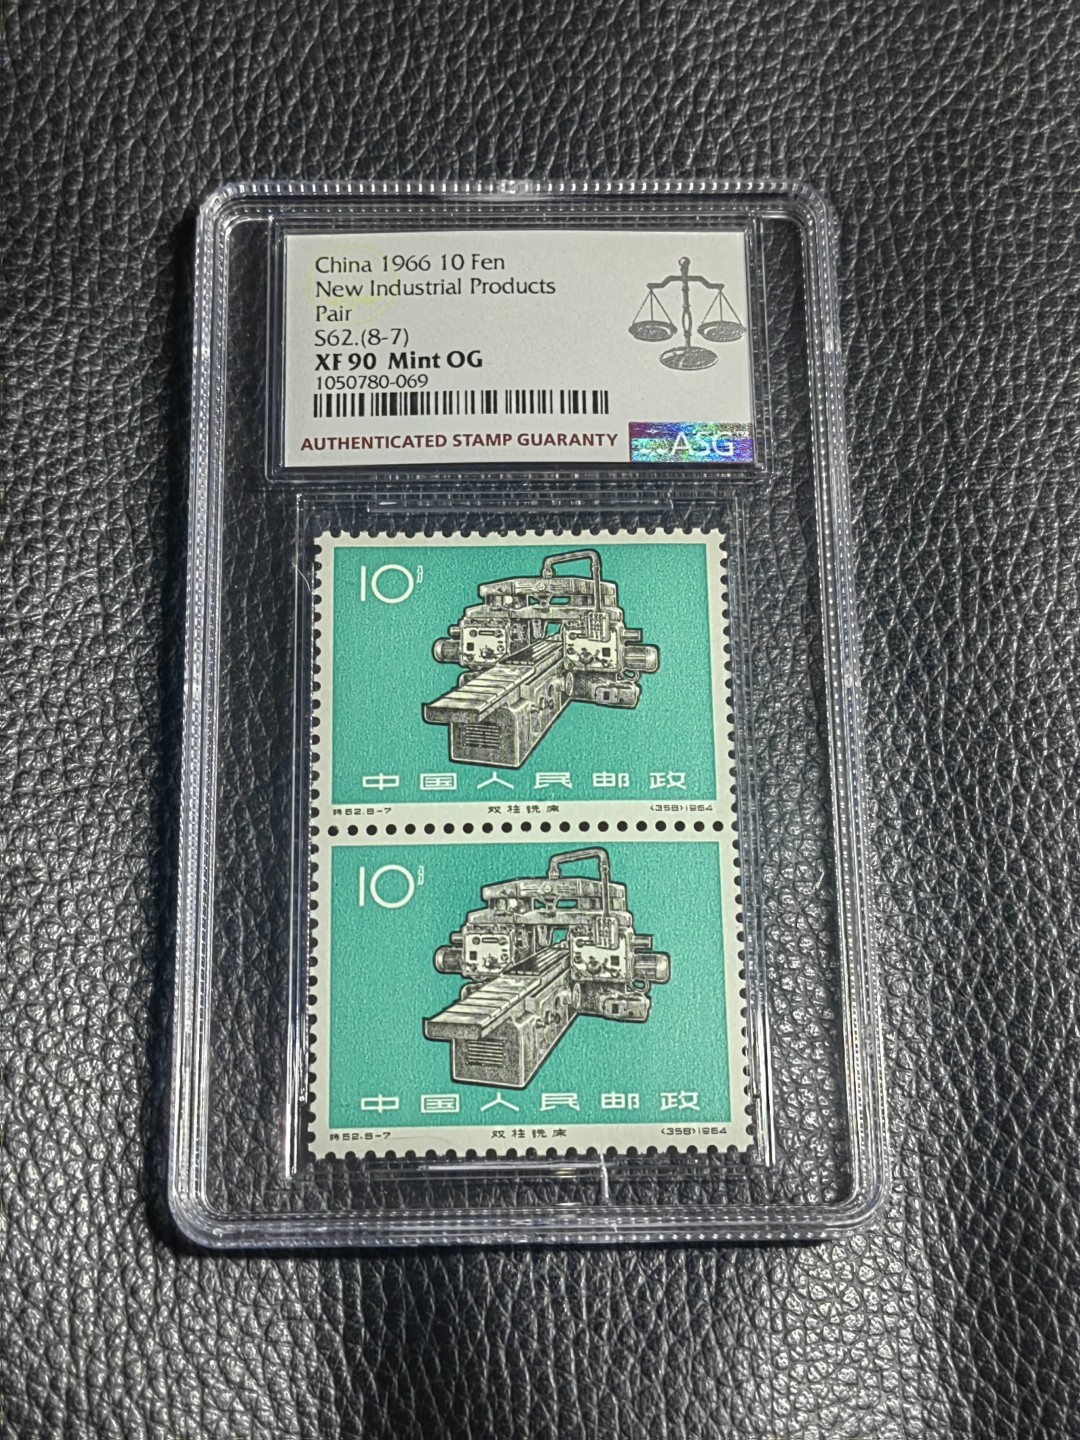 China 1966 10 Fen
New Industrial Products
Pair
S62.(8-7)
XF 90 Mint OG
1050780-069
AUTHENTICATED STAMP GUARANTY
ASG
10分
中国人民邮政
特62.8-7 双柱铣床 (358)1964
10分
中国人民邮政
特62.8-7 双柱铣床 (358)1964